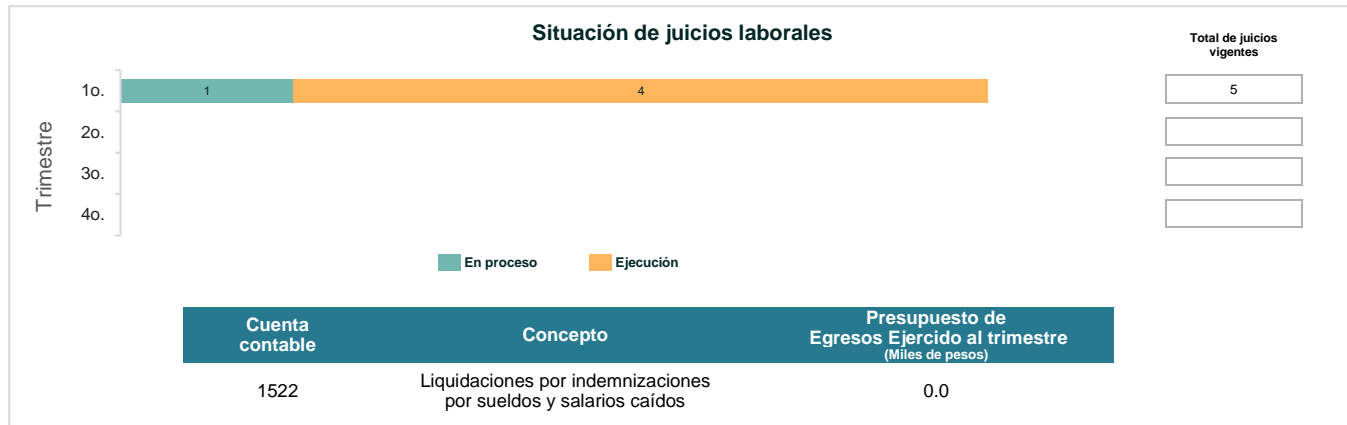 Situación de juicios laborales
Total de juicios
vigentes
Trimestre
1o.
1
4
5
2o.
3o.
4o.
En proceso
Ejecución
Cuenta
contable
Concepto
Presupuesto de
Egresos Ejercido al trimestre
(Miles de pesos)
1522
Liquidaciones por indemnizaciones
por sueldos y salarios caídos
0.0